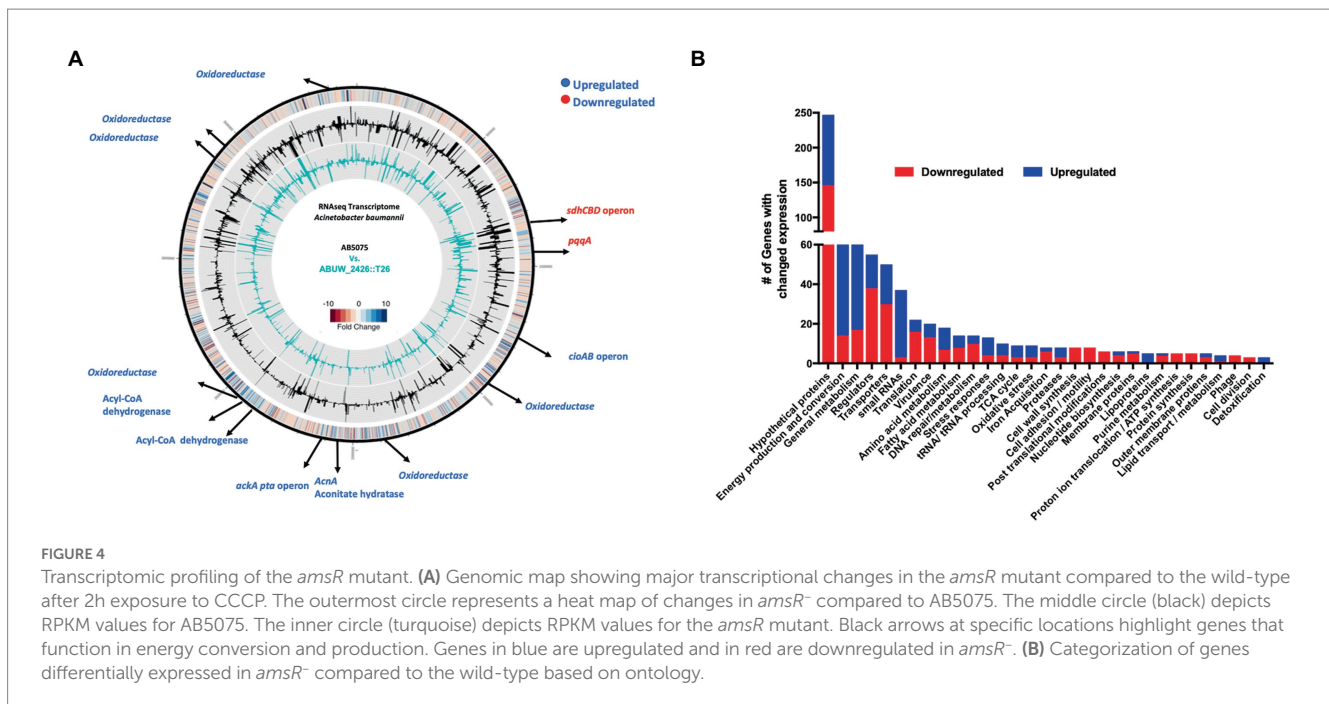 A
Oxidoreductase
Oxidoreductase
Oxidoreductase
Upregulated
Downregulated
RNAseq Transcriptome
Acinetobacter baumannii
AB5075
Vs.
ABUW_2426::T26
-10 0 10
Fold Change
sdhCBD operon
pqqA
cioAB operon
Oxidoreductase
Oxidoreductase
AcnA
Aconitate hydratase
ackA pta operon
Acyl-CoA dehydrogenase
Acyl-CoA
dehydrogenase
Oxidoreductase
B
# of Genes with
changed expression
250
200
150
100
60
40
20
0
Downregulated
Upregulated
Hypothetical proteins
Energy production and conversion
General metabolism
Regulators
Transporters
small RNAs
Translation
Virulence
Amino acid metabolism
Fatty acid metabolism
DNA repair/metabolism
Stress responses
tRNA/ tRNA processing
TCA cycle
Oxidative stress
Iron Acquisition
Proteases
Cell wall synthesis
Cell adhesion / motility
Post translational modifications
Nucleotide biosynthesis
Membrane proteins
Lipoproteins
Purine metabolism
Proton ion translocation / ATP synthesis
Protein synthesis
Outer membrane proteins
Lipid transport / metabolism
Phage
Cell division
Detoxification
FIGURE 4
Transcriptomic profiling of the amsR mutant. (A) Genomic map showing major transcriptional changes in the amsR mutant compared to the wild-type
after 2h exposure to CCCP. The outermost circle represents a heat map of changes in amsR⁻ compared to AB5075. The middle circle (black) depicts
RPKM values for AB5075. The inner circle (turquoise) depicts RPKM values for the amsR mutant. Black arrows at specific locations highlight genes that
function in energy conversion and production. Genes in blue are upregulated and in red are downregulated in amsR⁻. (B) Categorization of genes
differentially expressed in amsR⁻ compared to the wild-type based on ontology.